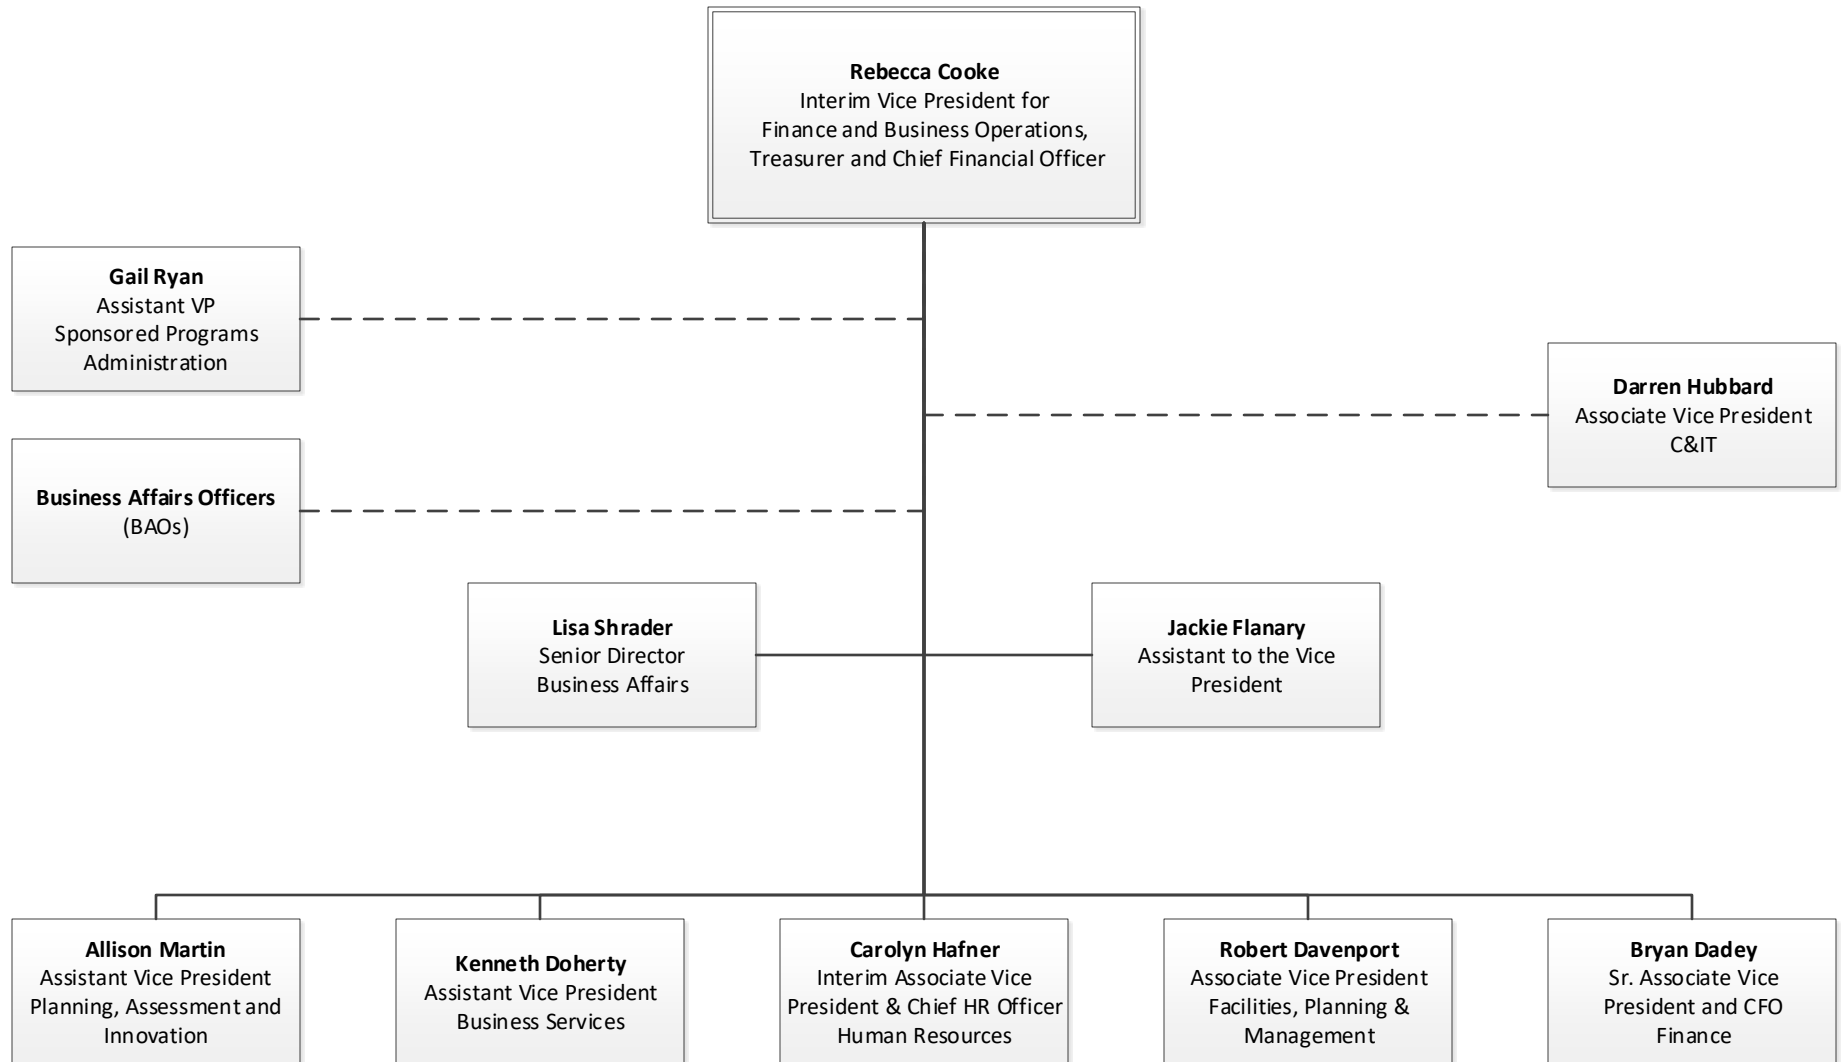 Rebecca Cooke
Interim Vice President for
Finance and Business Operations,
Treasurer and Chief Financial Officer
Gail Ryan
Assistant VP
Sponsored Programs
Administration
Darren Hubbard
Associate Vice President
C&IT
Business Affairs Officers
(BAOs)
Lisa Shrader
Senior Director
Business Affairs
Jackie Flanary
Assistant to the Vice
President
Allison Martin
Assistant Vice President
Planning, Assessment and
Innovation
Kenneth Doherty
Assistant Vice President
Business Services
Carolyn Hafner
Interim Associate Vice
President & Chief HR Officer
Human Resources
Robert Davenport
Associate Vice President
Facilities, Planning &
Management
Bryan Dadey
Sr. Associate Vice
President and CFO
Finance